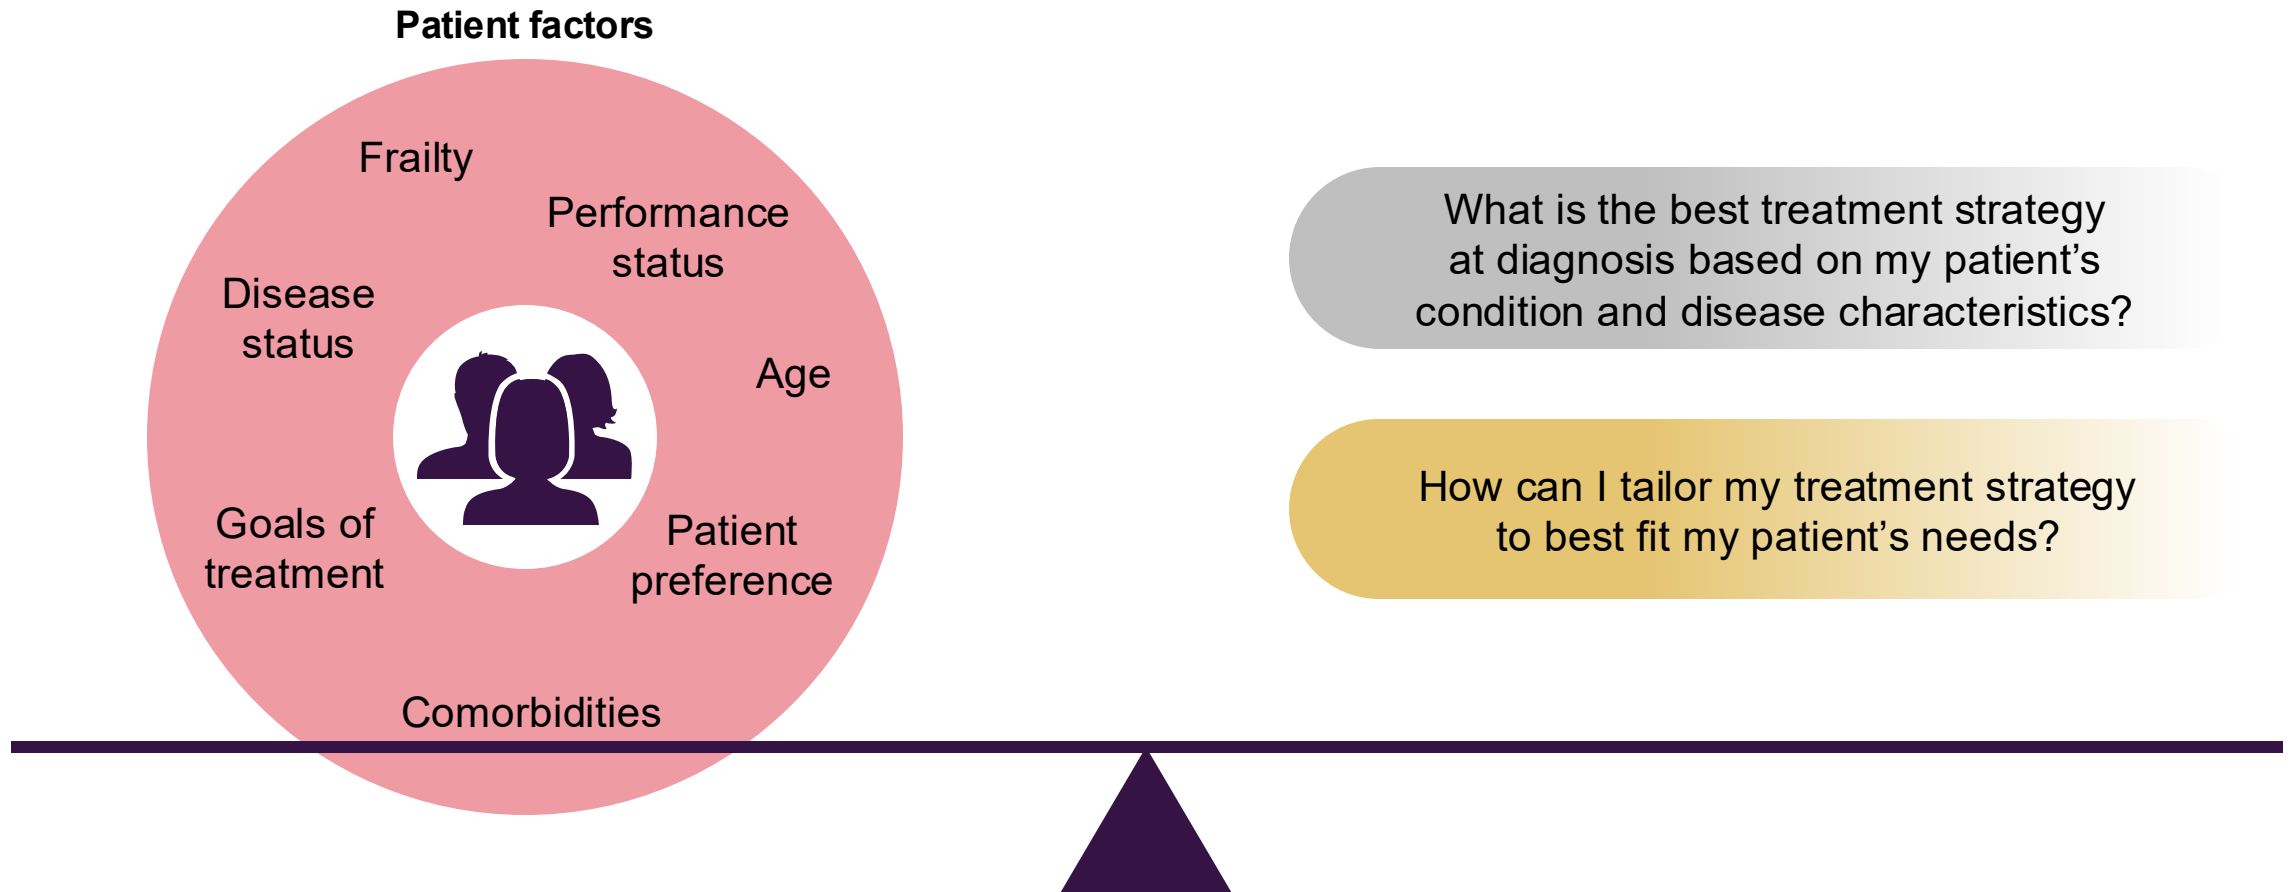 Patient factors
Frailty
Performance
status
Disease
status
Age
Goals of
treatment
Patient
preference
Comorbidities
What is the best treatment strategy
at diagnosis based on my patient’s
condition and disease characteristics?
How can I tailor my treatment strategy
to best fit my patient’s needs?